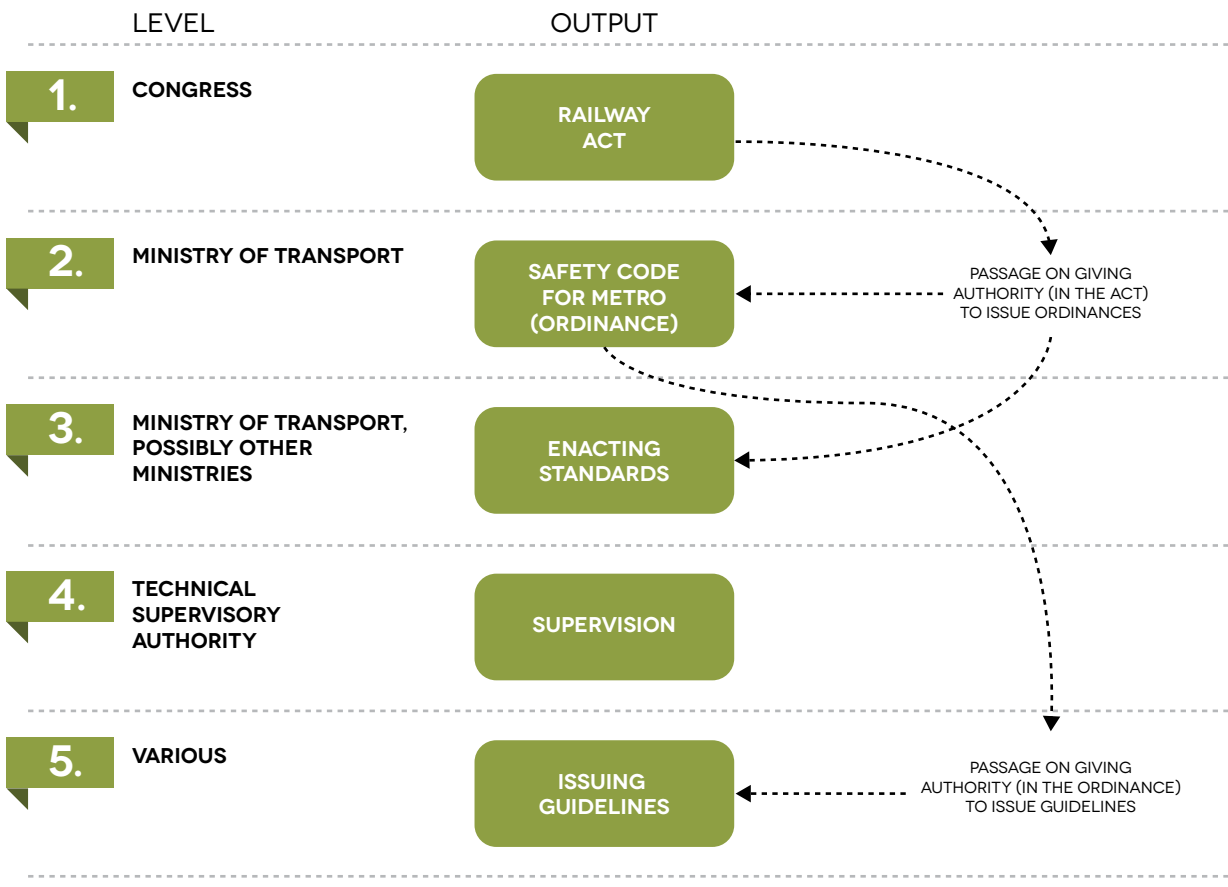 LEVEL
OUTPUT
1.
CONGRESS
RAILWAY
ACT
2.
MINISTRY OF TRANSPORT
SAFETY CODE
FOR METRO
(ORDINANCE)
PASSAGE ON GIVING
AUTHORITY (IN THE ACT)
TO ISSUE ORDINANCES
3.
MINISTRY OF TRANSPORT,
POSSIBLY OTHER
MINISTRIES
ENACTING
STANDARDS
4.
TECHNICAL
SUPERVISORY
AUTHORITY
SUPERVISION
5.
VARIOUS
ISSUING
GUIDELINES
PASSAGE ON GIVING
AUTHORITY (IN THE ORDINANCE)
TO ISSUE GUIDELINES